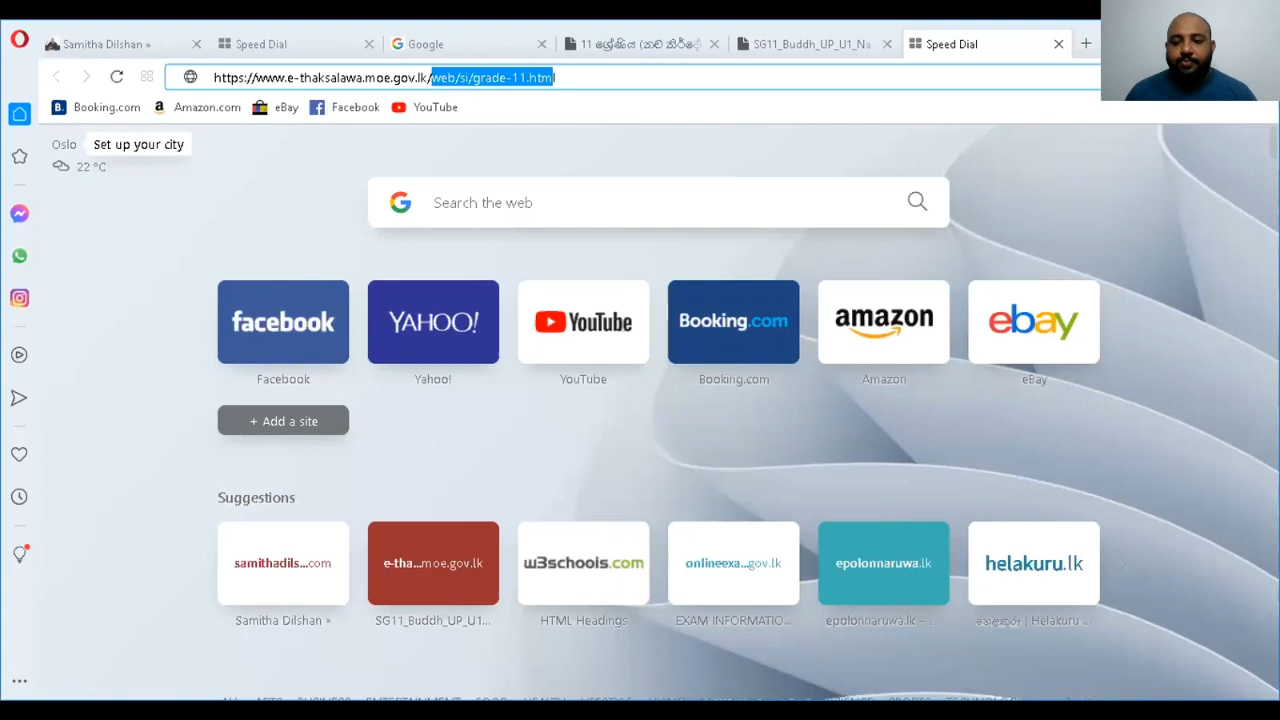 Samitha Dilshan »
Speed Dial
Google
11 ශ්‍රේණිය (නව නිර්දේ
SG11_Buddh_UP_U1_Na
Speed Dial
https://www.e-thaksalawa.moe.gov.lk/web/si/grade-11.html
B. Booking.com
a Amazon.com
eBay
Facebook
YouTube
Oslo
Set up your city
22 °C
Search the web
facebook
YAHOO!
YouTube
Booking.com
amazon
ebay
Facebook
Yahoo!
YouTube
Booking.com
Amazon
eBay
+ Add a site
Suggestions
samithadils...com
e-tha...moe.gov.lk
w3schools.com
onlineexa...gov.lk
epolonnaruwa.lk
helakuru.lk
Samitha Dilshan »
SG11_Buddh_UP_U1...
HTML Headings
EXAM INFORMATIO...
epolonnaruwa.lk – ...
හෙළකුරු | Helakuru ...